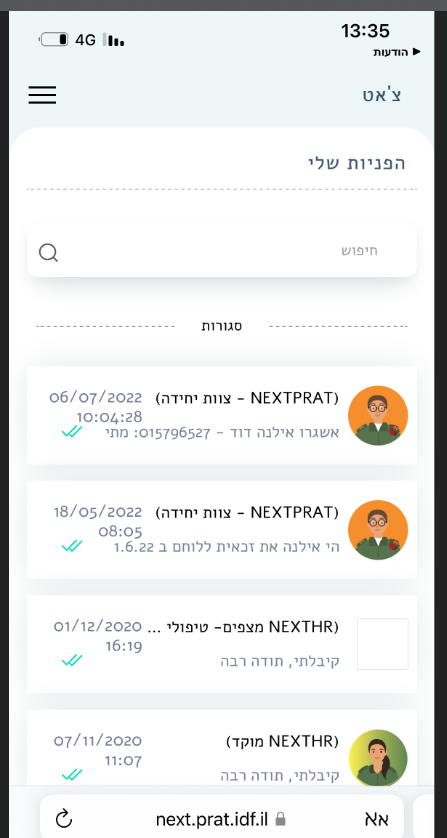 13:35
4G
◀ הודעות
צ'אט
הפניות שלי
חיפוש
סגורות
(NEXTPRAT - צוות יחידה) 06/07/2022
10:04:28
אשגרו אילנה דוד - 015796527: מתי
(NEXTPRAT - צוות יחידה) 18/05/2022
08:05
הי אילנה את זכאית ללוחם ב 1.6.22
(NEXTHR מצפים- טיפולי ... 01/12/2020
16:19
קיבלתי, תודה רבה
(NEXTHR מוקד) 07/11/2020
11:07
קיבלתי, תודה רבה
אא next.prat.idf.il